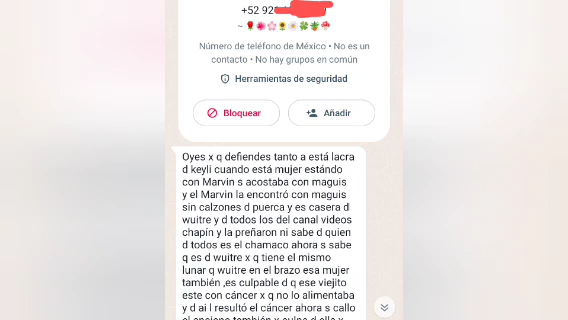 +52 92
~ 🌹🌺🌸🌻🌼🍀🪴🍄
Número de teléfono de México • No es un
contacto • No hay grupos en común
Herramientas de seguridad
Bloquear
Añadir
Oyes x q defiendes tanto a está lacra
d keyli cuando está mujer estándo
con Marvin s acostaba con maguis
y el Marvin la encontró con maguis
sin calzones d puerca y es casera d
wuitre y d todos los del canal videos
chapín y la preñaron ni sabe d quien
d todos es el chamaco ahora s sabe
q es d wuitre x q tiene el mismo
lunar q wuitre en el brazo esa mujer
también ,es culpable d q ese viejito
este con cáncer x q no lo alimentaba
y d ai l resultó el cáncer ahora s callo